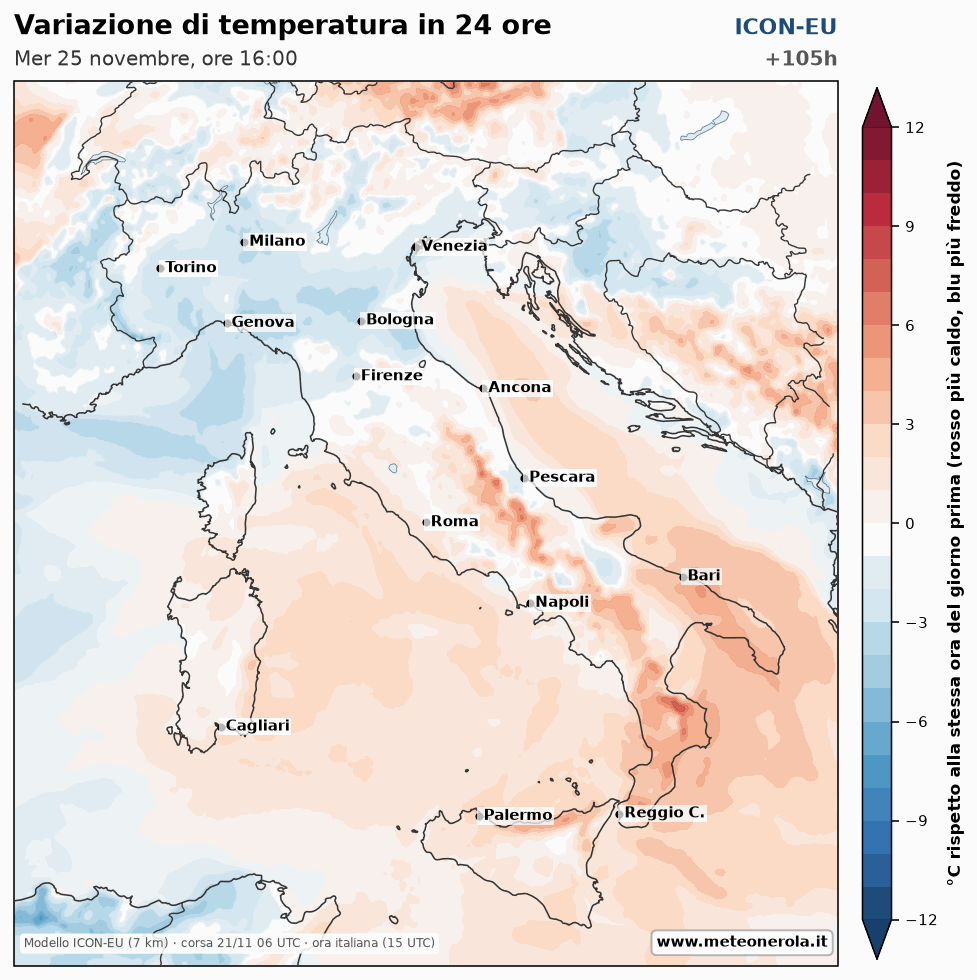 Variazione di temperatura in 24 ore
ICON-EU
Mer 25 novembre, ore 16:00
+105h
Milano
Venezia
Torino
Genova
Bologna
Firenze
Ancona
Pescara
Roma
Bari
Napoli
Cagliari
Palermo
Reggio C.
12
9
6
3
0
−3
−6
−9
−12
°C rispetto alla stessa ora del giorno prima (rosso più caldo, blu più freddo)
Modello ICON-EU (7 km) · corsa 21/11 06 UTC · ora italiana (15 UTC)
www.meteonerola.it